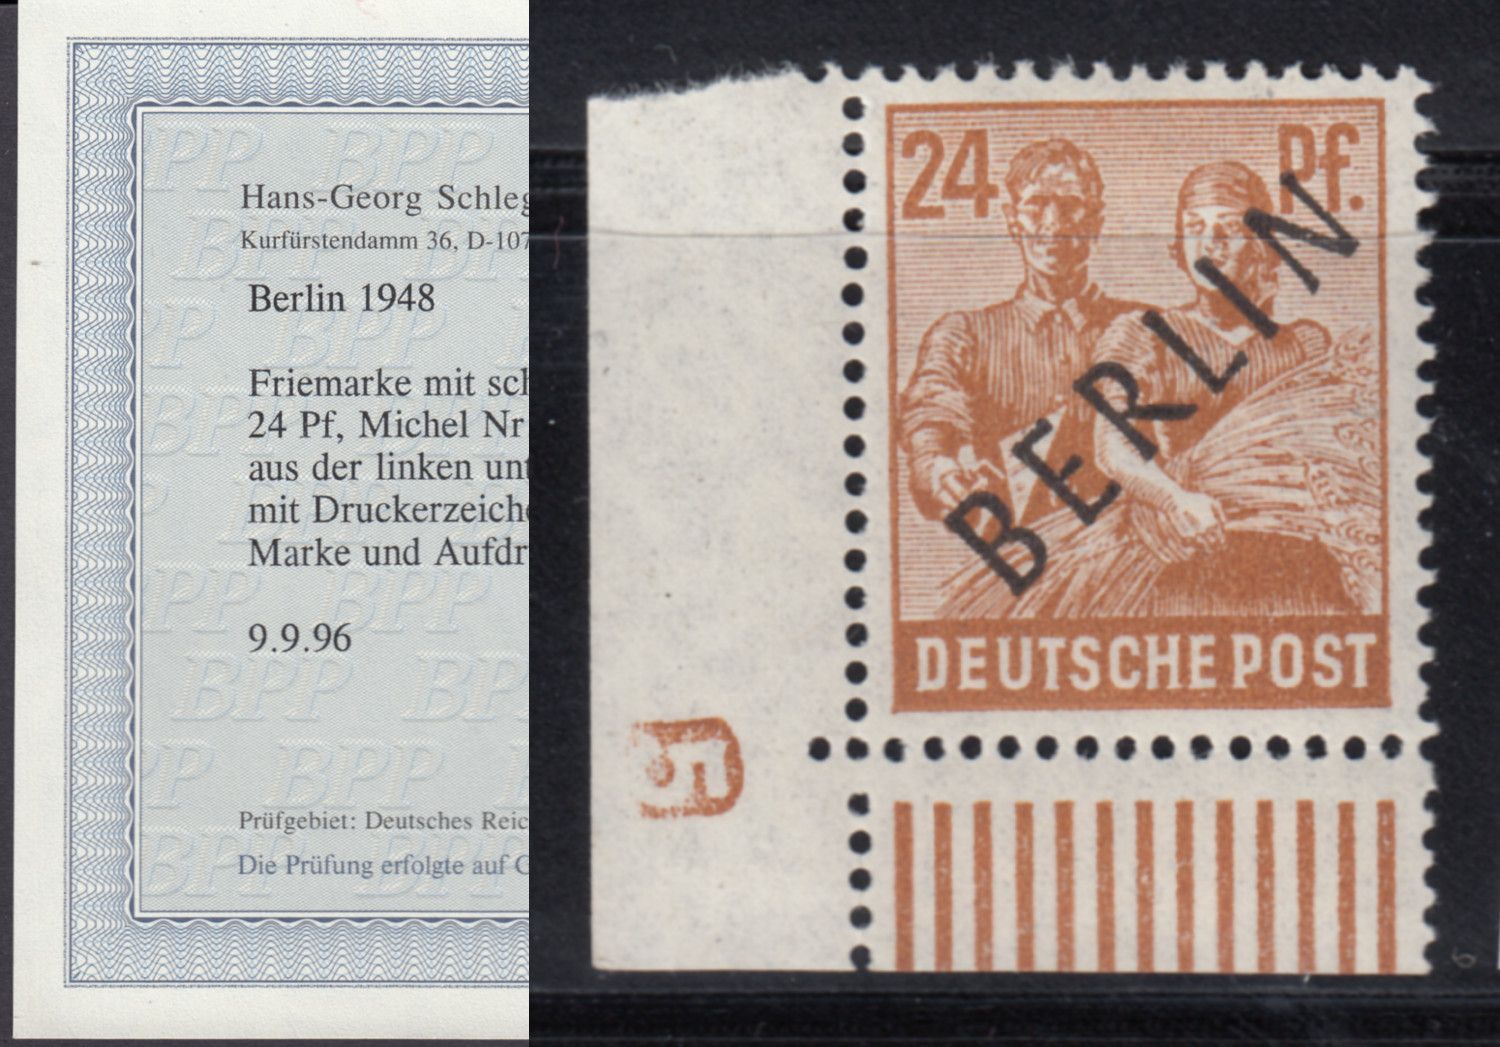 Hans-Georg Schleg
Kurfürstendamm 36, D-107
Berlin 1948
Friemarke mit sch
24 Pf, Michel Nr
aus der linken unt
mit Druckerzeiche
Marke und Aufdr
9.9.96
Prüfgebiet: Deutsches Reic
Die Prüfung erfolgte auf G
BPP
24 Pf.
BERLIN
DEUTSCHE POST
6